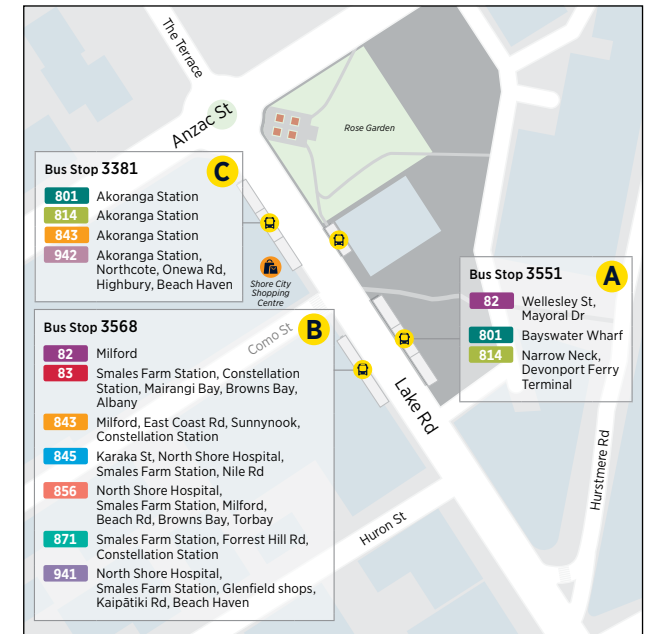 The Terrace
Anzac St
Rose Garden
Bus Stop 3381
C
801 Akoranga Station
814 Akoranga Station
843 Akoranga Station
942 Akoranga Station,
Northcote, Onewa Rd,
Highbury, Beach Haven
Shore City
Shopping
Centre
Bus Stop 3551
A
82 Wellesley St,
Mayoral Dr
801 Bayswater Wharf
814 Narrow Neck,
Devonport Ferry
Terminal
Como St
Bus Stop 3568
B
82 Milford
83 Smales Farm Station, Constellation
Station, Mairangi Bay, Browns Bay,
Albany
843 Milford, East Coast Rd, Sunnynook,
Constellation Station
845 Karaka St, North Shore Hospital,
Smales Farm Station, Nile Rd
856 North Shore Hospital,
Smales Farm Station, Milford,
Beach Rd, Browns Bay, Torbay
871 Smales Farm Station, Forrest Hill Rd,
Constellation Station
941 North Shore Hospital,
Smales Farm Station, Glenfield shops,
Kaipātiki Rd, Beach Haven
Lake Rd
Hurstmere Rd
Huron St